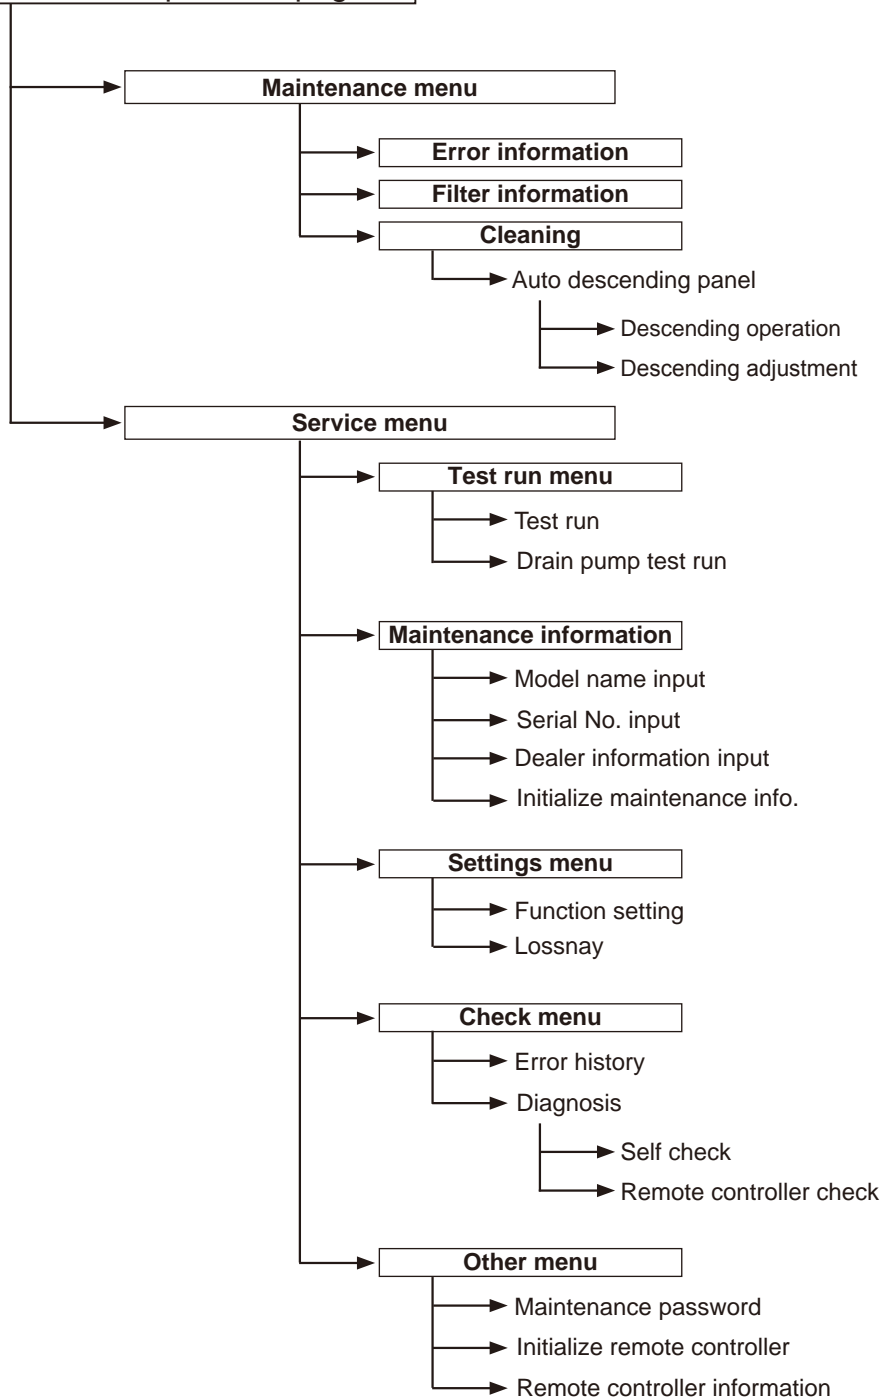 Maintenance menu
Error information
Filter information
Cleaning
Auto descending panel
Descending operation
Descending adjustment
Service menu
Test run menu
Test run
Drain pump test run
Maintenance information
Model name input
Serial No. input
Dealer information input
Initialize maintenance info.
Settings menu
Function setting
Lossnay
Check menu
Error history
Diagnosis
Self check
Remote controller check
Other menu
Maintenance password
Initialize remote controller
Remote controller information